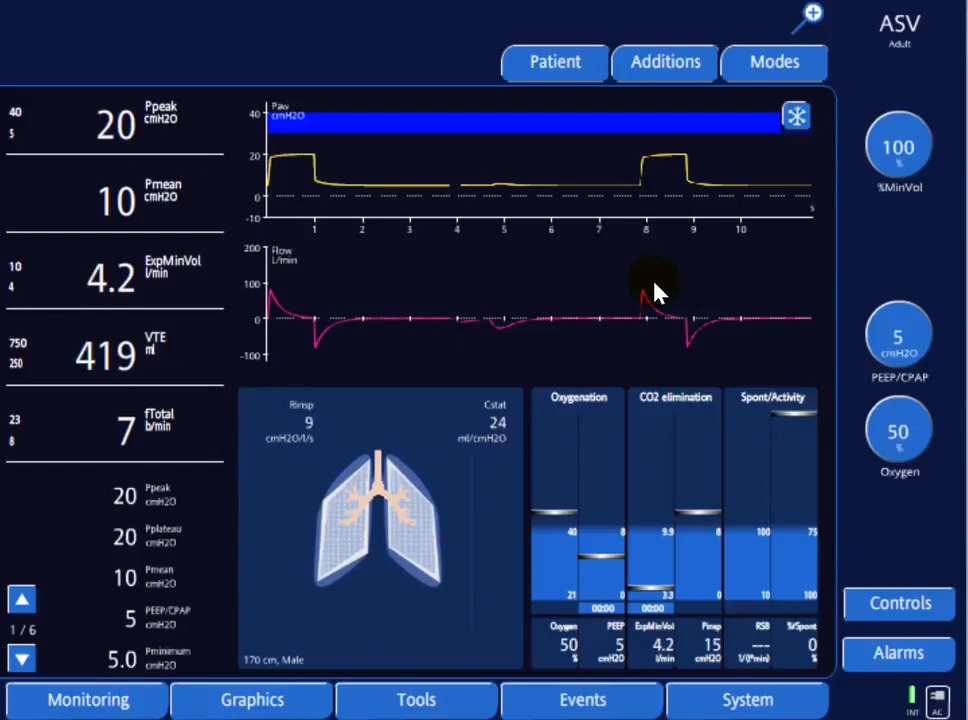 ASV
Adult
Patient
Additions
Modes
40
5
20
Ppeak
cmH2O
10
Pmean
cmH2O
10
4
4.2
ExpMinVol
l/min
750
250
419
VTE
ml
23
8
7
fTotal
b/min
20
Ppeak
cmH2O
20
Pplateau
cmH2O
10
Pmean
cmH2O
5
PEEP/CPAP
cmH2O
5.0
Pminimum
cmH2O
1 / 6
Paw
cmH2O
40
20
0
-10
s
1 2 3 4 5 6 7 8 9 10
Flow
L/min
200
100
0
-100
Rinsp
9
cmH2O/l/s
Cstat
24
ml/cmH2O
170 cm, Male
Oxygenation
CO2 elimination
Spont/Activity
40 8 9.9 8 100 75
21 0 3.3 0 10 100
00:00 00:00
Oxygen PEEP ExpMinVol Pinsp RSB %fSpont
50 5 4.2 15 --- 0
% cmH2O l/min cmH2O 1/(l*min) %
100
%
%MinVol
5
cmH2O
PEEP/CPAP
50
%
Oxygen
Controls
Alarms
Monitoring
Graphics
Tools
Events
System
INT
AC